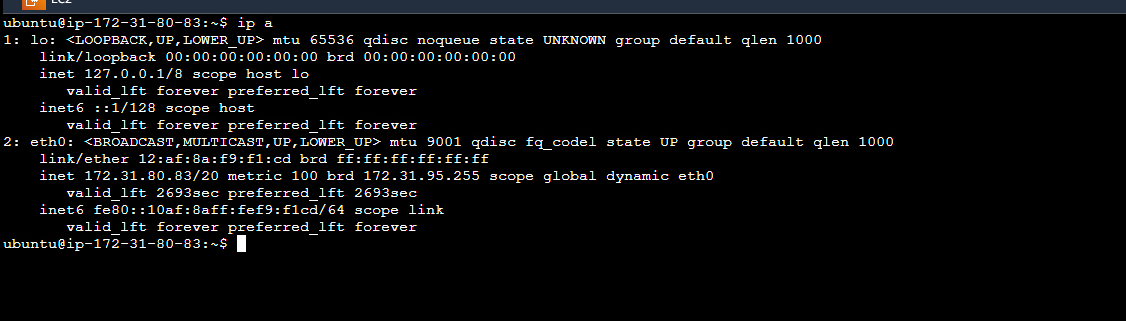 EC2
ubuntu@ip-172-31-80-83:~$ ip a
1: lo: <LOOPBACK,UP,LOWER_UP> mtu 65536 qdisc noqueue state UNKNOWN group default qlen 1000
    link/loopback 00:00:00:00:00:00 brd 00:00:00:00:00:00
    inet 127.0.0.1/8 scope host lo
       valid_lft forever preferred_lft forever
    inet6 ::1/128 scope host
       valid_lft forever preferred_lft forever
2: eth0: <BROADCAST,MULTICAST,UP,LOWER_UP> mtu 9001 qdisc fq_codel state UP group default qlen 1000
    link/ether 12:af:8a:f9:f1:cd brd ff:ff:ff:ff:ff:ff
    inet 172.31.80.83/20 metric 100 brd 172.31.95.255 scope global dynamic eth0
       valid_lft 2693sec preferred_lft 2693sec
    inet6 fe80::10af:8aff:fef9:f1cd/64 scope link
       valid_lft forever preferred_lft forever
ubuntu@ip-172-31-80-83:~$